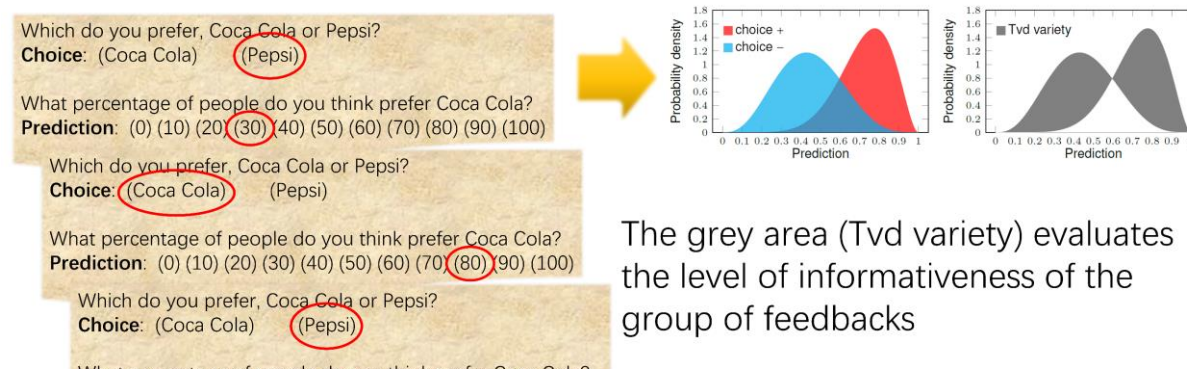 Which do you prefer, Coca Cola or Pepsi?
Choice: (Coca Cola) (Pepsi)
What percentage of people do you think prefer Coca Cola?
Prediction: (0) (10) (20) (30) (40) (50) (60) (70) (80) (90) (100)
Which do you prefer, Coca Cola or Pepsi?
Choice: (Coca Cola) (Pepsi)
What percentage of people do you think prefer Coca Cola?
Prediction: (0) (10) (20) (30) (40) (50) (60) (70) (80) (90) (100)
Which do you prefer, Coca Cola or Pepsi?
Choice: (Coca Cola) (Pepsi)
Probability density
1.8
1.6
1.4
1.2
1
0.8
0.6
0.4
0.2
0
choice +
choice −
0 0.1 0.2 0.3 0.4 0.5 0.6 0.7 0.8 0.9 1
Prediction
Probability density
1.8
1.6
1.4
1.2
1
0.8
0.6
0.4
0.2
0
Tvd variety
0 0.1 0.2 0.3 0.4 0.5 0.6 0.7 0.8 0.9
Prediction
The grey area (Tvd variety) evaluates
the level of informativeness of the
group of feedbacks